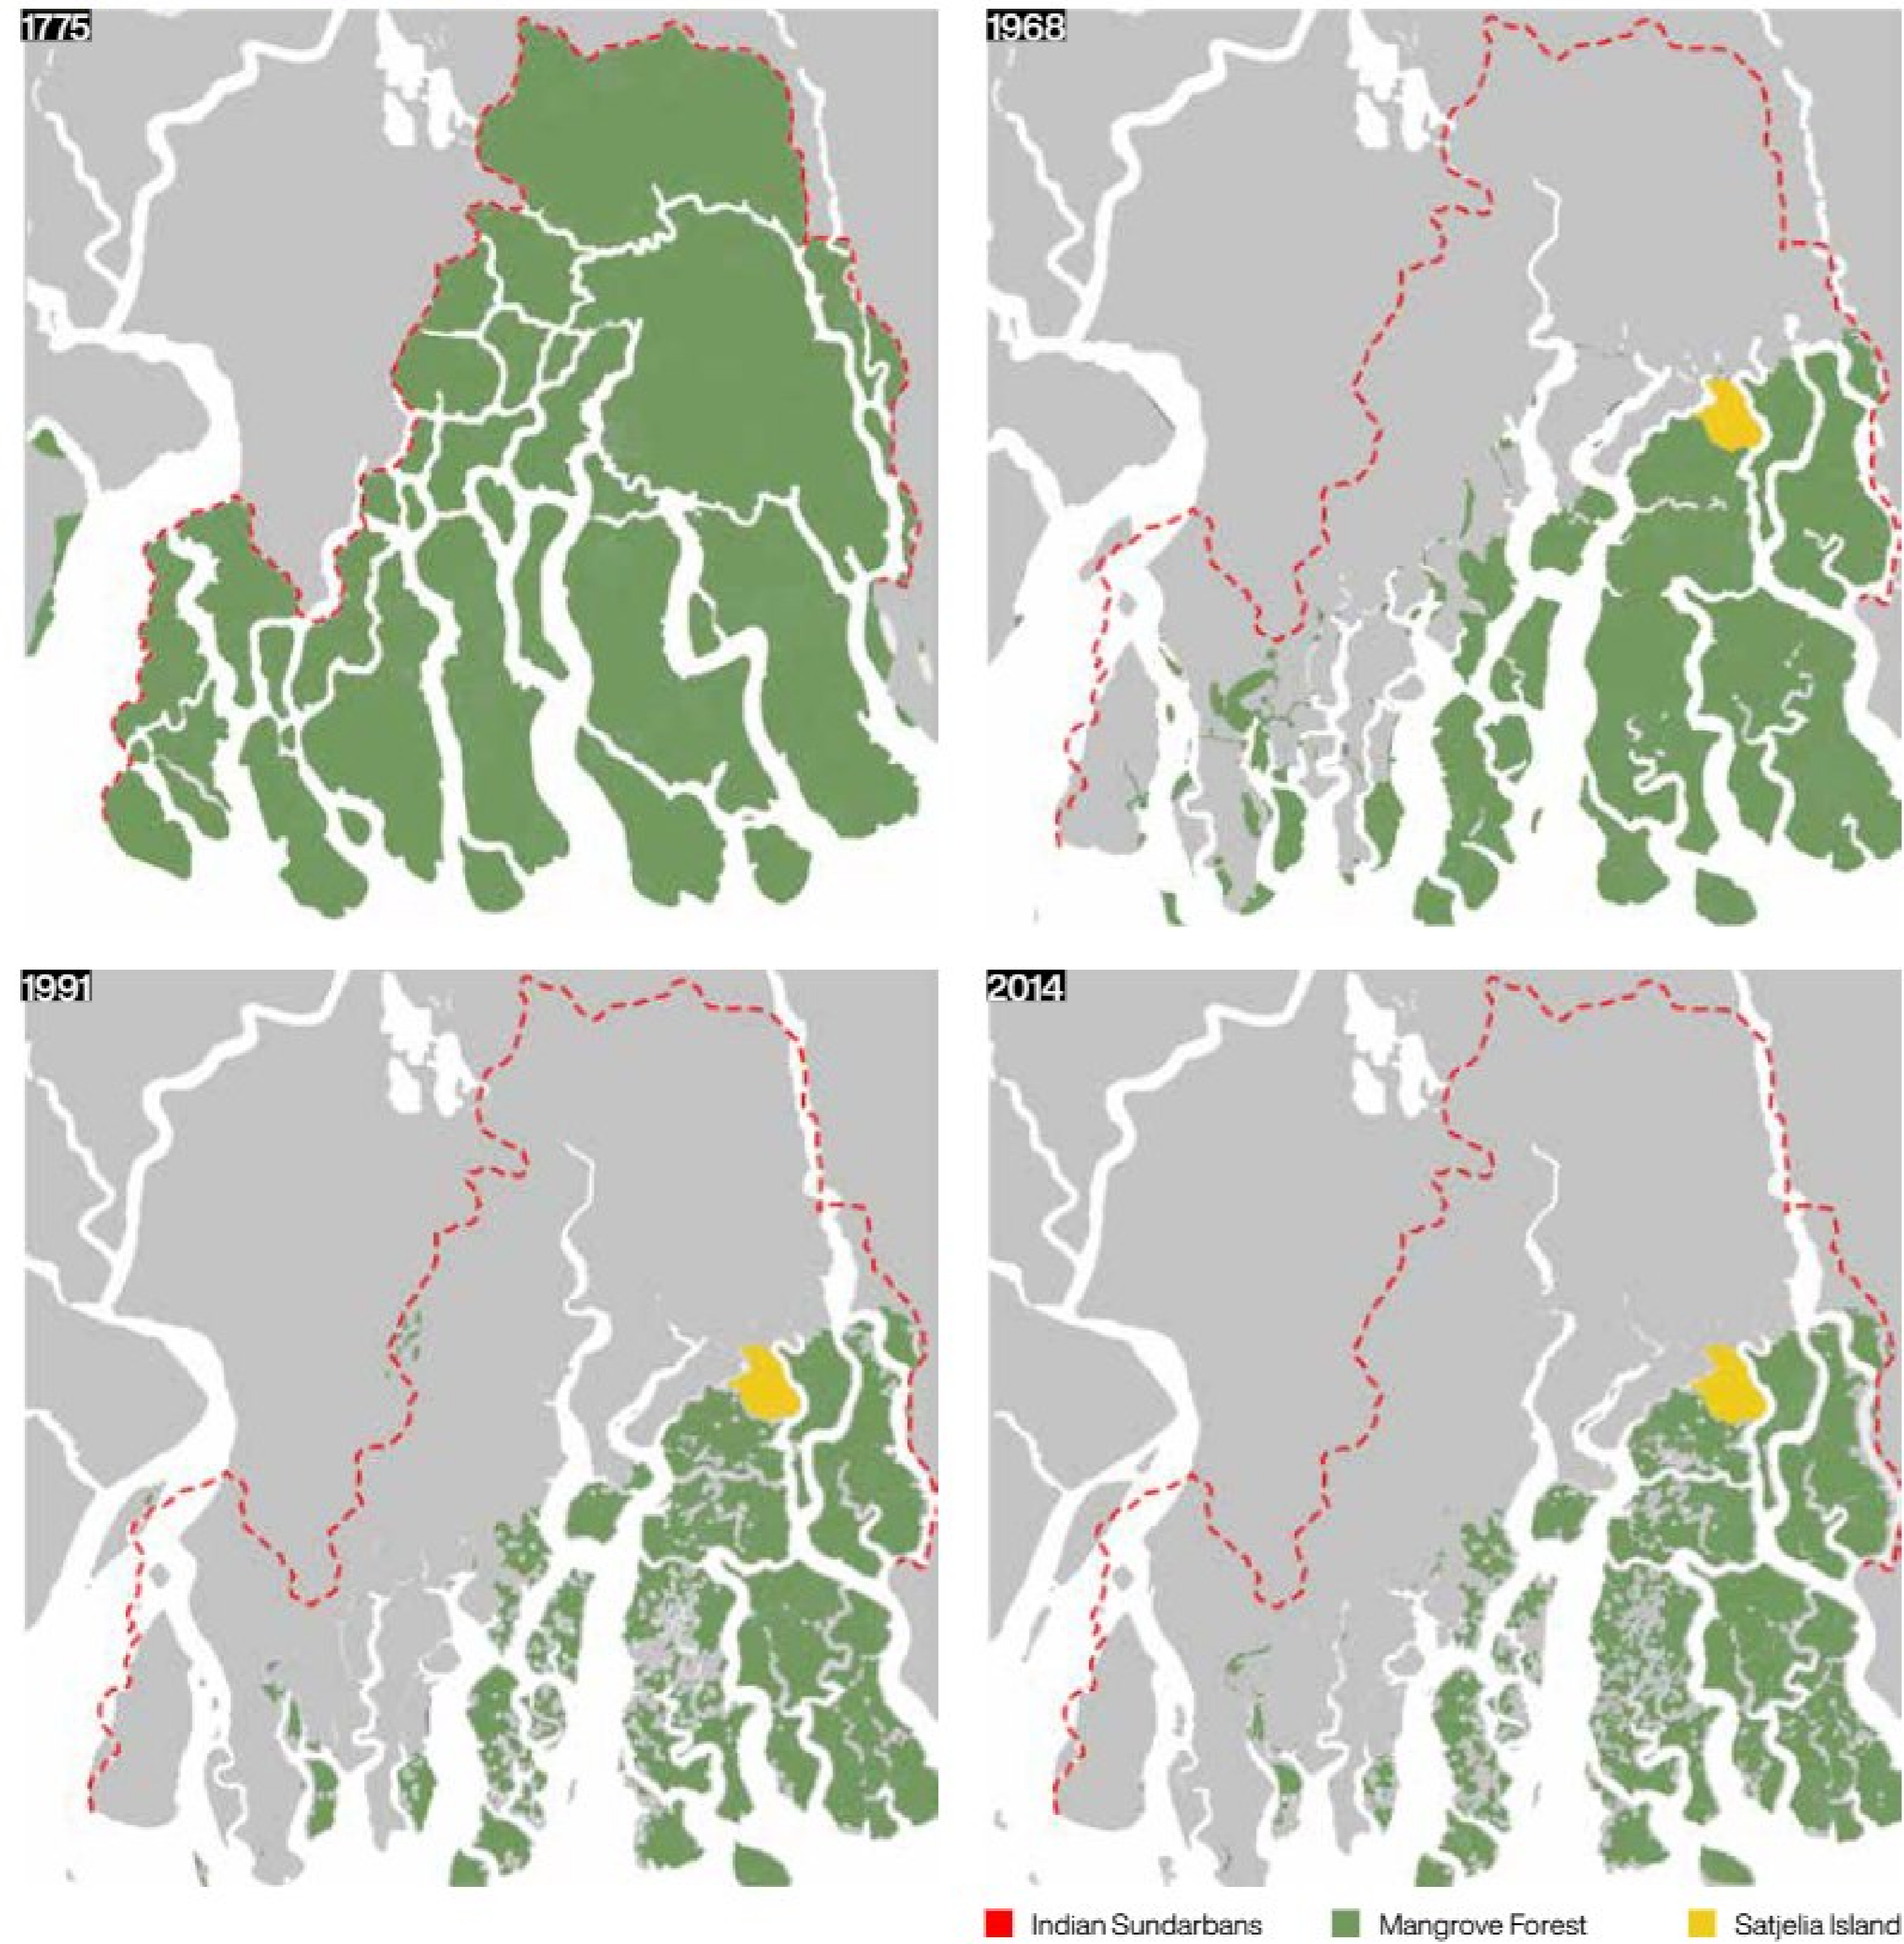 1775
1968
1991
2014
Indian Sundarbans
Mangrove Forest
Satjelia Island